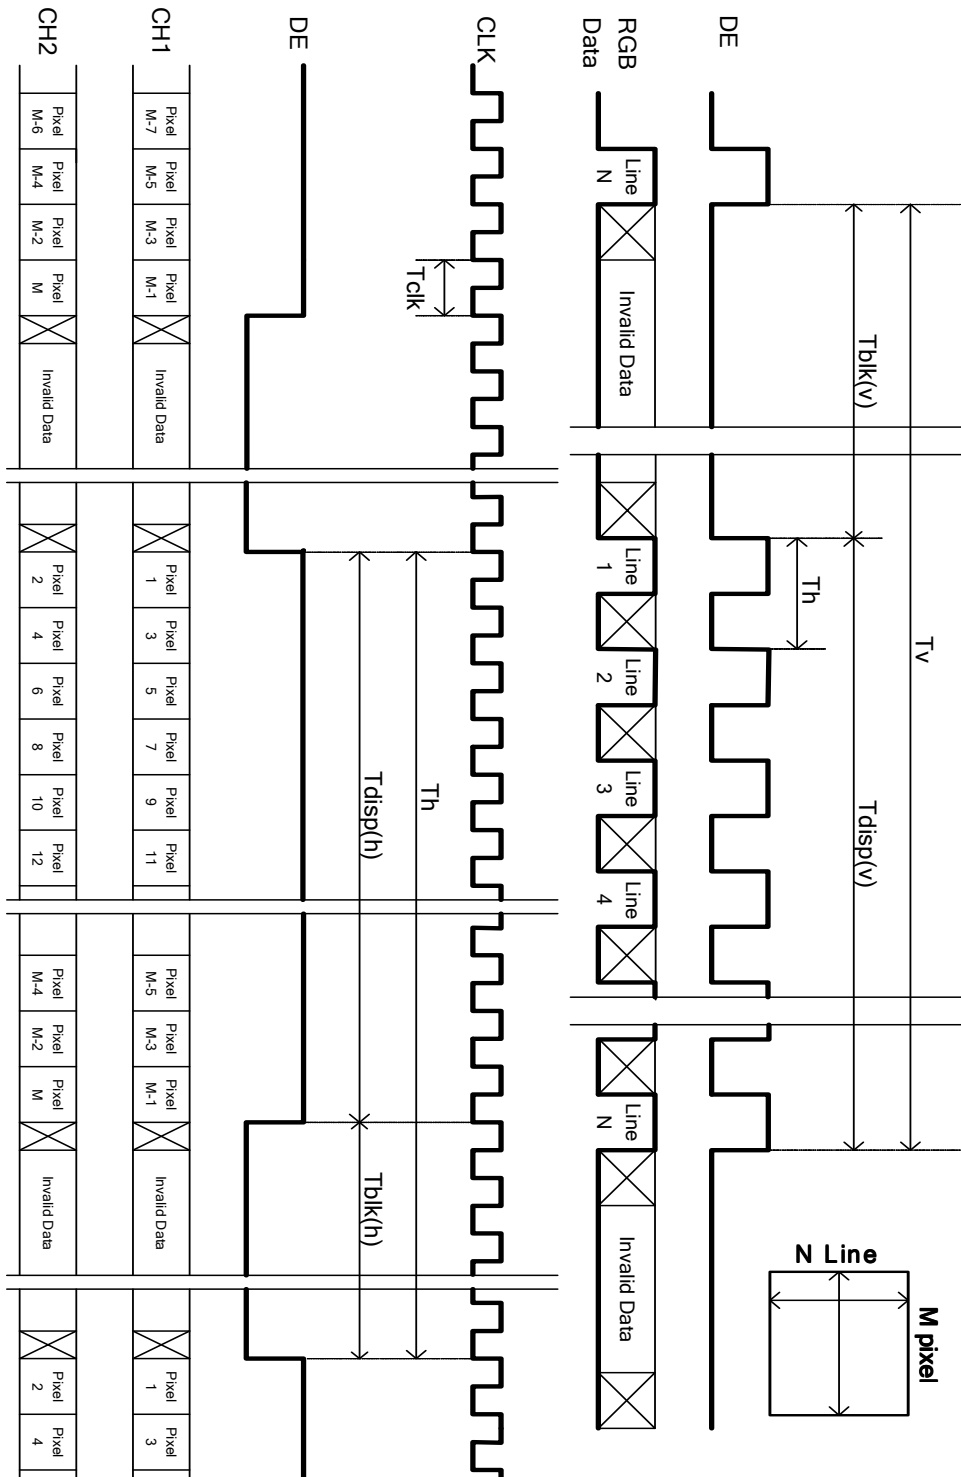 Tv
M pixel
Tblk(v) Tdisp(v)
N Line
Th
DE
RGB
Data
Line Line Line Line Line Line
N Invalid Data 1 2 3 4 N Invalid Data
CLK
Th
Tclk
Tdisp(h) Tblk(h)
DE
CH1
Pixel Pixel Pixel Pixel Pixel Pixel Pixel Pixel Pixel Pixel Pixel Pixel Pixel Pixel Pixel
M-7 M-5 M-3 M-1 Invalid Data 1 3 5 7 9 11 M-5 M-3 M-1 Invalid Data 1 3
CH2
Pixel Pixel Pixel Pixel Pixel Pixel Pixel Pixel Pixel Pixel Pixel Pixel Pixel Pixel Pixel
M-6 M-4 M-2 M Invalid Data 2 4 6 8 10 12 M-4 M-2 M Invalid Data 2 4